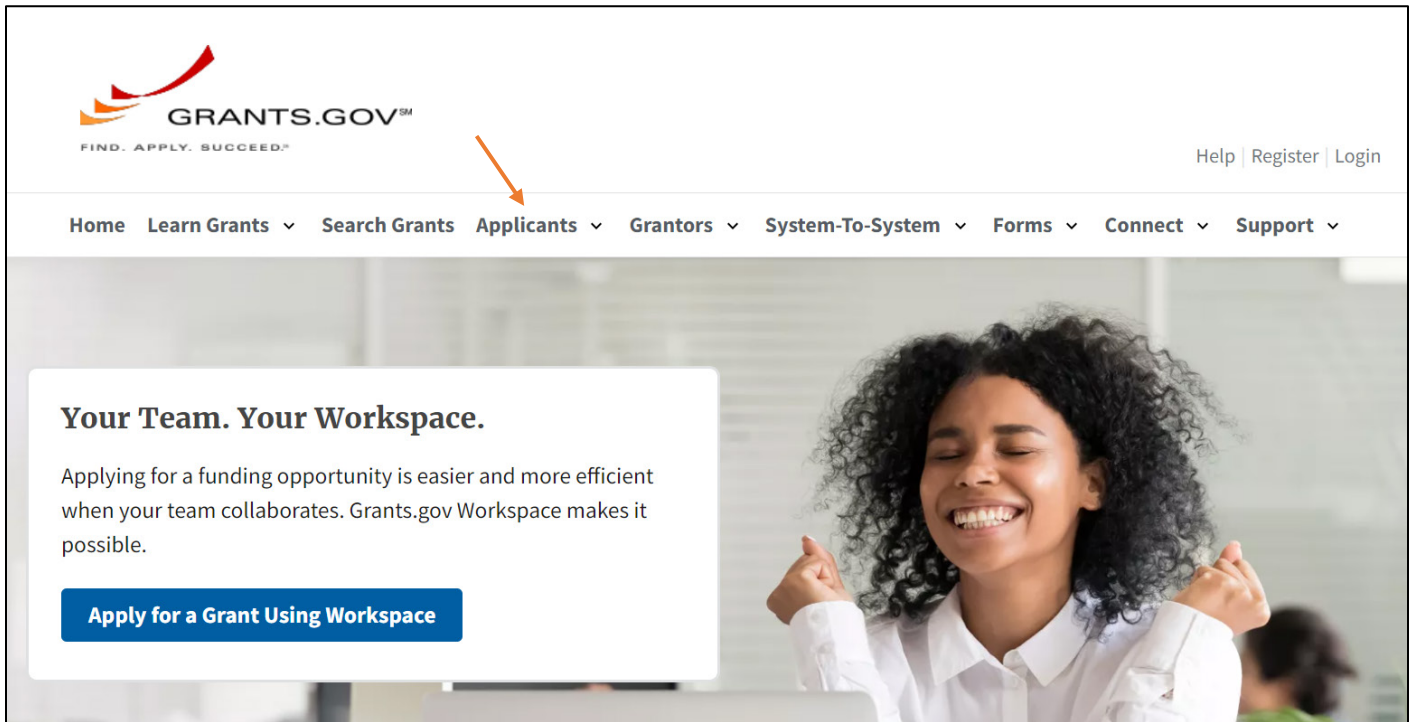 GRANTS.GOV℠
FIND. APPLY. SUCCEED.®
Help | Register | Login
Home Learn Grants Search Grants Applicants Grantors System-To-System Forms Connect Support
Your Team. Your Workspace.
Applying for a funding opportunity is easier and more efficient
when your team collaborates. Grants.gov Workspace makes it
possible.
Apply for a Grant Using Workspace